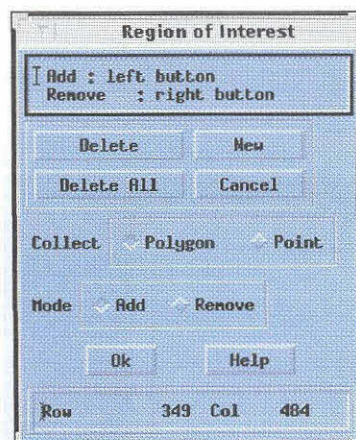 Region of Interest
Add : left button
Remove : right button
Delete New
Delete All Cancel
Collect Polygon Point
Mode Add Remove
Ok Help
Row 349 Col 484